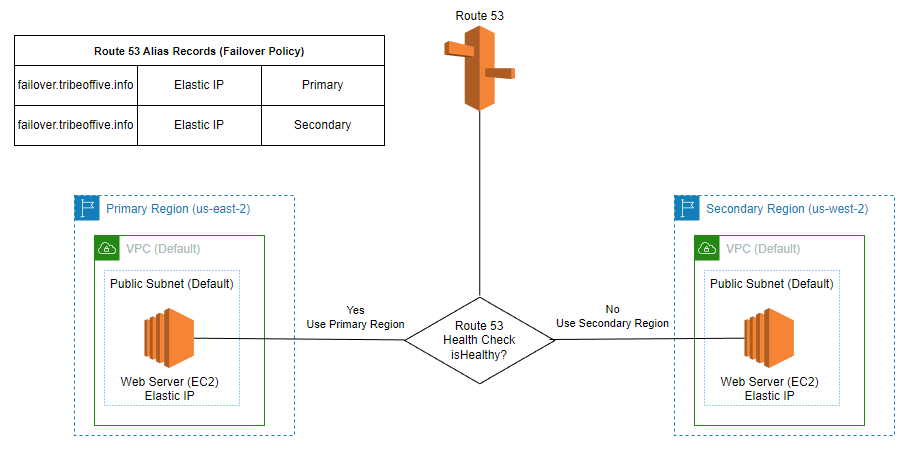 Route 53
Route 53 Alias Records (Failover Policy)
failover.tribeoffive.info Elastic IP Primary
failover.tribeoffive.info Elastic IP Secondary
Primary Region (us-east-2)
VPC (Default)
Public Subnet (Default)
Web Server (EC2)
Elastic IP
Yes
Use Primary Region
Route 53
Health Check
isHealthy?
No
Use Secondary Region
Secondary Region (us-west-2)
VPC (Default)
Public Subnet (Default)
Web Server (EC2)
Elastic IP